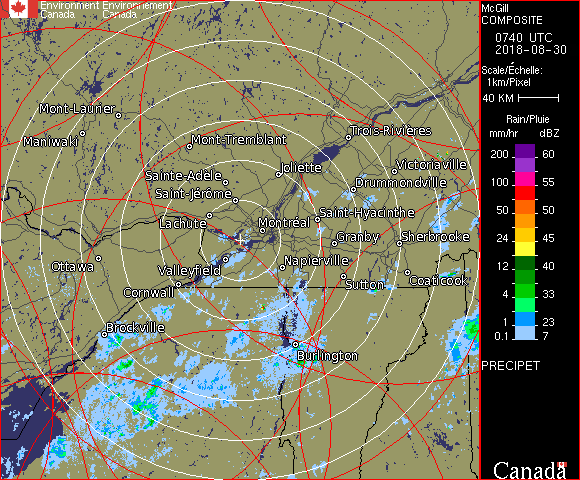 Environment Environnement
Canada Canada
McGill
COMPOSITE
0740 UTC
2018-08-30
Scale/Échelle:
1km/Pixel
40 KM
Rain/Pluie
mm/hr dBZ
200 60
155
100 55
50 50
24 45
12 40
4 33
0.1 7
PRECIPET
Canada
Mont-Laurier
Maniwaki
Mont-Tremblant
Trois-Rivières
Joliette
Victoriaville
Sainte-Adèle
Drummondville
Saint-Jérôme
Lachute
Montréal
Saint-Hyacinthe
Granby
Sherbrooke
Ottawa
Valleyfield
Napierville
Sutton
Coaticook
Cornwall
Brockville
Burlington